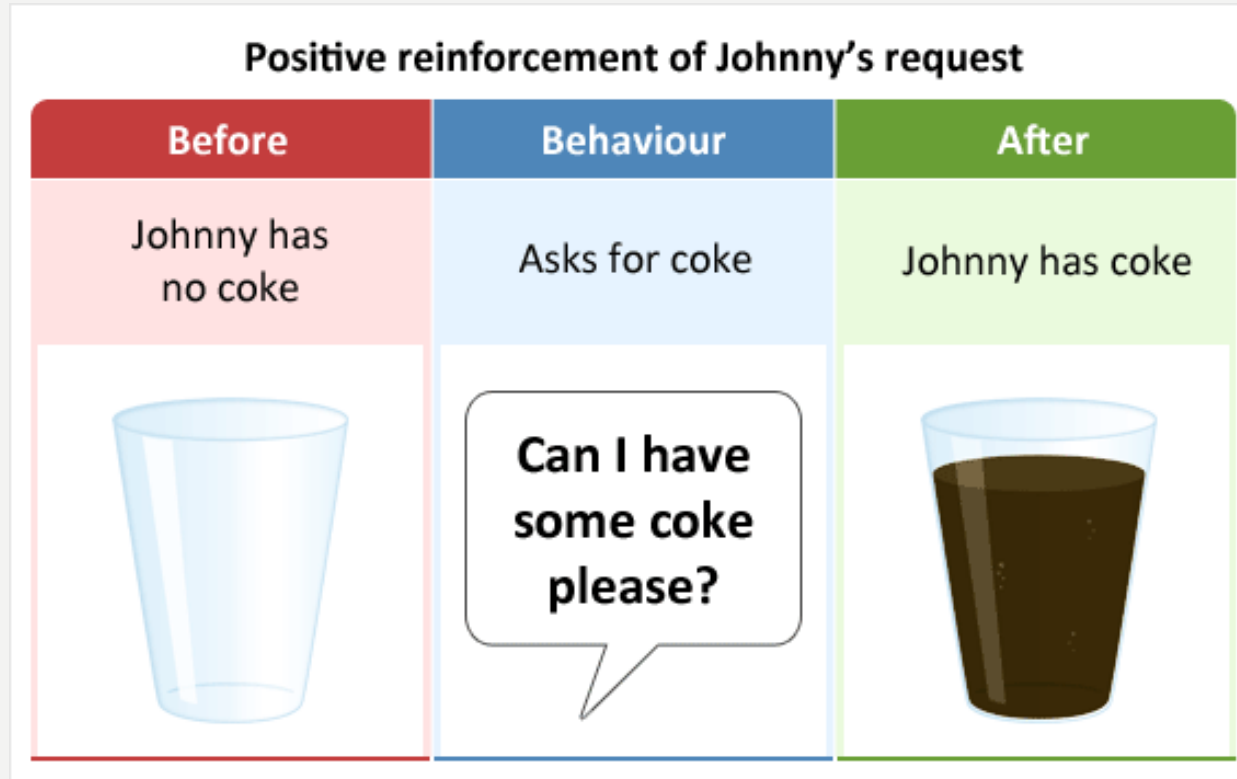 Positive reinforcement of Johnny's request
Before
Behaviour
After
Johnny has
no coke
Asks for coke
Johnny has coke
Can I have
some coke
please?